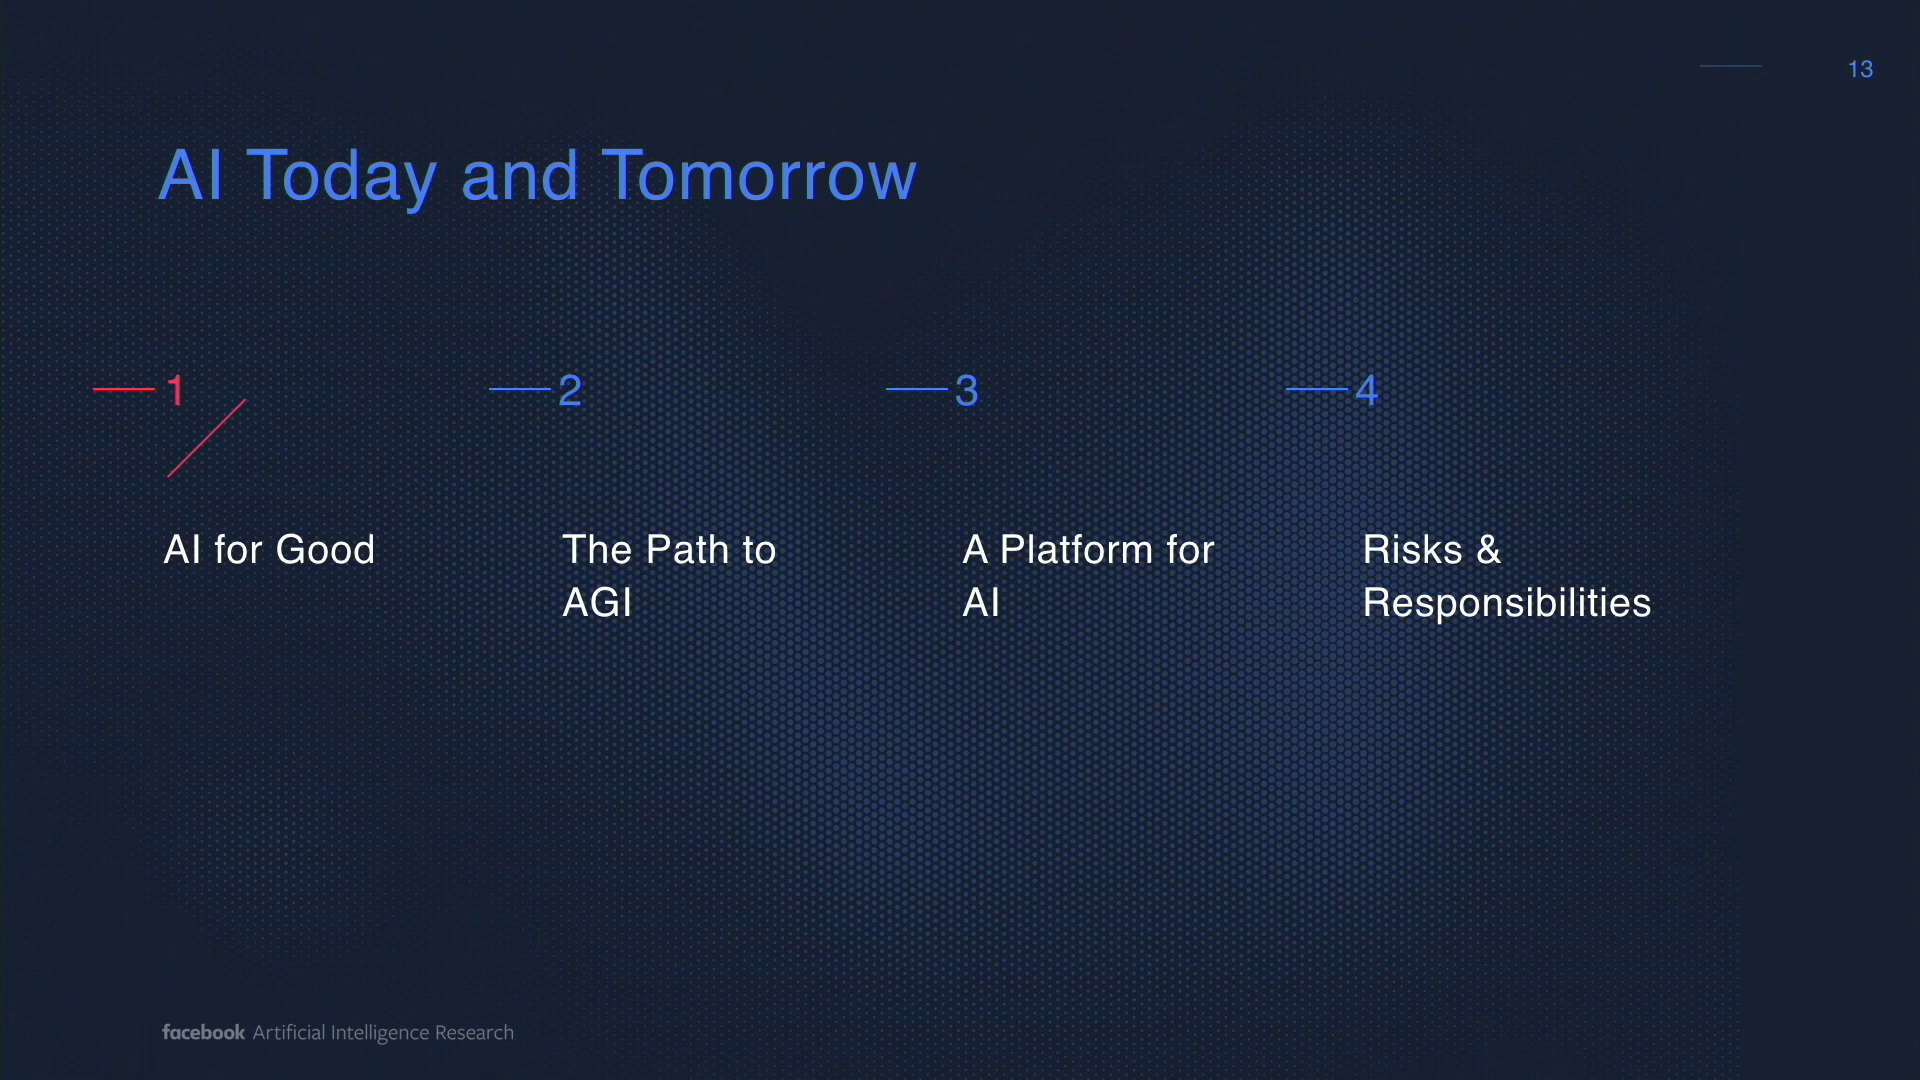 13
AI Today and Tomorrow
1
2
3
4
AI for Good
The Path to
AGI
A Platform for
AI
Risks &
Responsibilities
facebook Artificial Intelligence Research